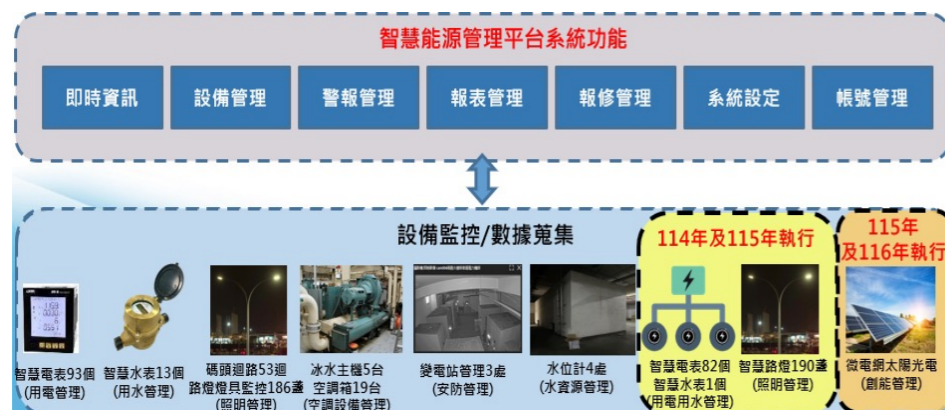 智慧能源管理平台系統功能
即時資訊
設備管理
警報管理
報表管理
報修管理
系統設定
帳號管理
設備監控/數據蒐集
114年及115年執行
115年
及116年執行
智慧電表93個
(用電管理)
智慧水表13個
(用水管理)
碼頭迴路53迴
路燈燈具監控186盞
(照明管理)
冰水主機5台
空調箱19台
(空調設備管理)
變電站管理3處
(安防管理)
水位計4處
(水資源管理)
智慧電表82個
智慧水表1個
(用電用水管理)
智慧路燈190盞
(照明管理)
微電網太陽光電
(創能管理)